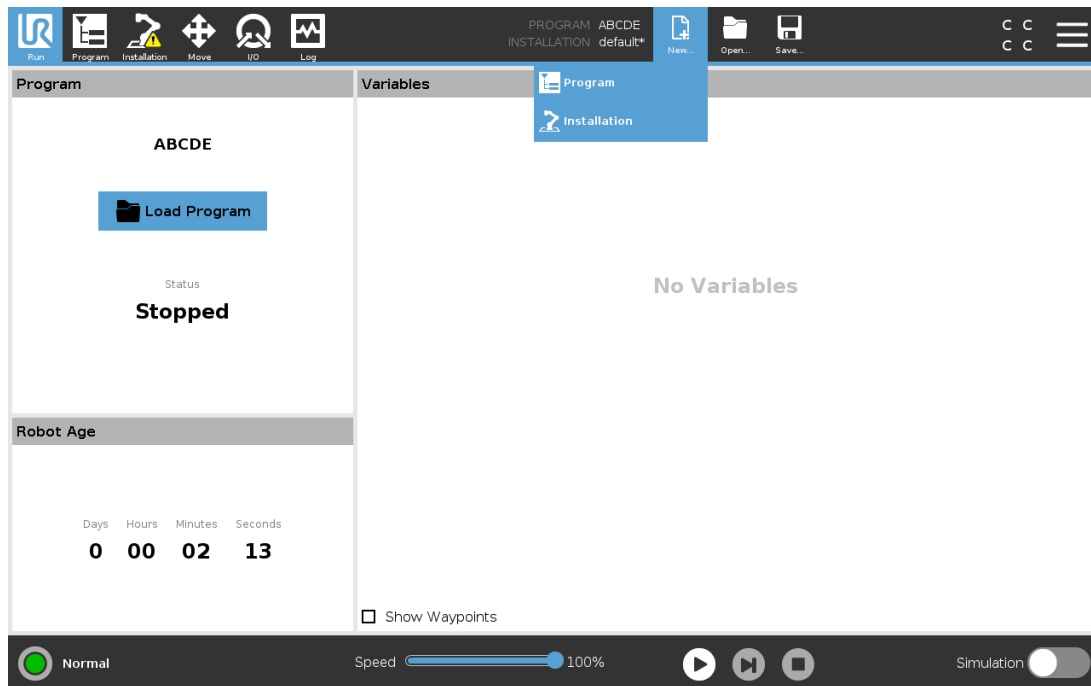 PROGRAM ABCDE
INSTALLATION default*
Run Program Installation Move I/O Log New... Open... Save...
C C
C C
Program
Installation
Program
ABCDE
Load Program
Status
Stopped
Variables
No Variables
Show Waypoints
Robot Age
Days Hours Minutes Seconds
0 00 02 13
Normal
Speed 100%
Simulation